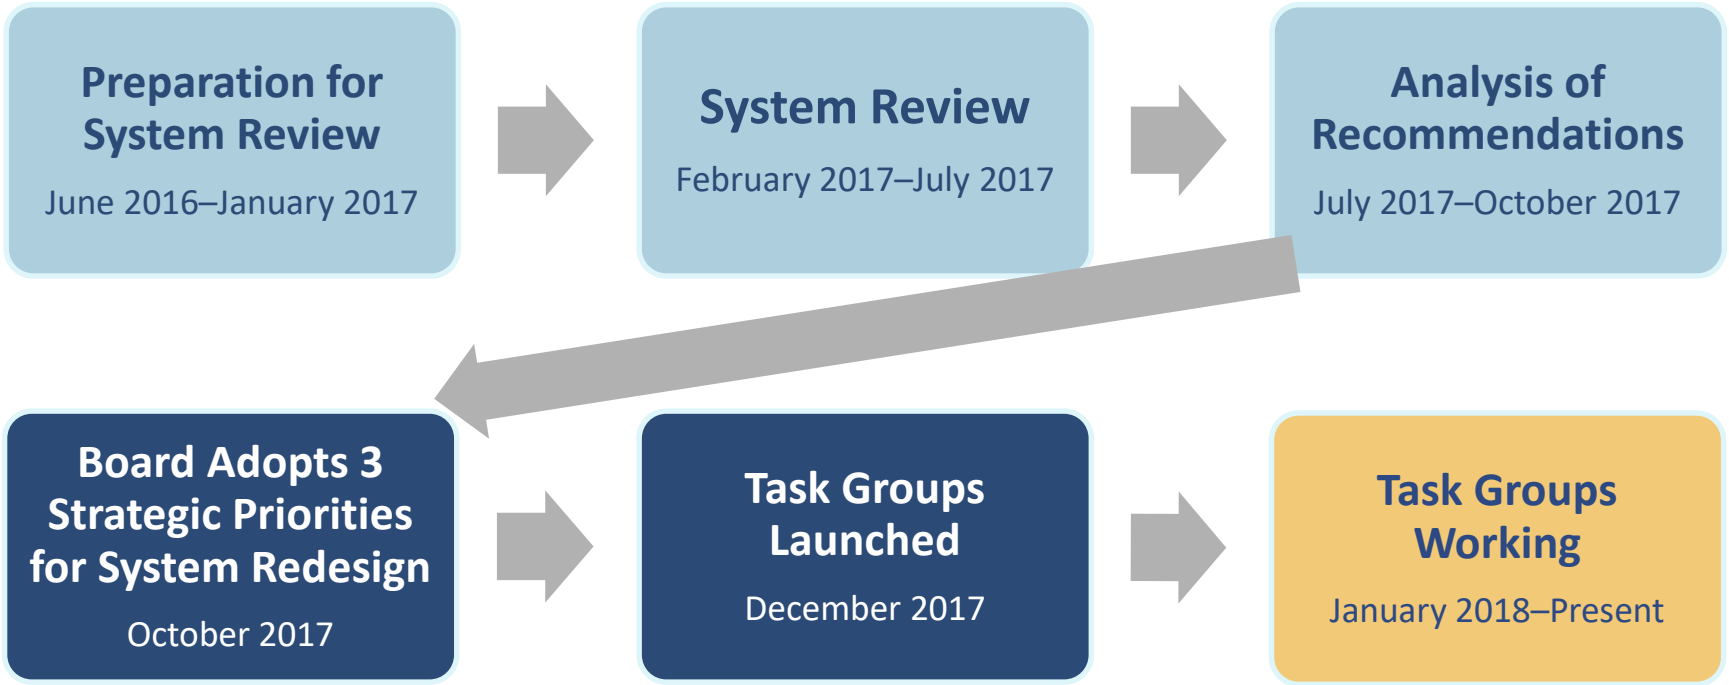 Preparation for
System Review
June 2016–January 2017
System Review
February 2017–July 2017
Analysis of
Recommendations
July 2017–October 2017
Board Adopts 3
Strategic Priorities
for System Redesign
October 2017
Task Groups
Launched
December 2017
Task Groups
Working
January 2018–Present